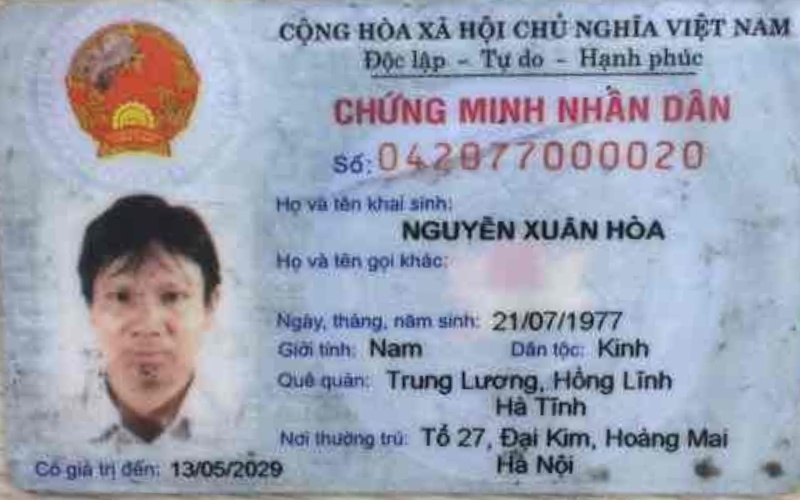 CỘNG HÒA XÃ HỘI CHỦ NGHĨA VIỆT NAM
Độc lập - Tự do - Hạnh phúc
CHỨNG MINH NHÂN DÂN
Số: 042077000020
Họ và tên khai sinh:
NGUYỄN XUÂN HÒA
Họ và tên gọi khác:
Ngày, tháng, năm sinh: 21/07/1977
Giới tính: Nam Dân tộc: Kinh
Quê quán: Trung Lương, Hồng Lĩnh
Hà Tĩnh
Nơi thường trú: Tổ 27, Đại Kim, Hoàng Mai
Hà Nội
Có giá trị đến: 13/05/2029